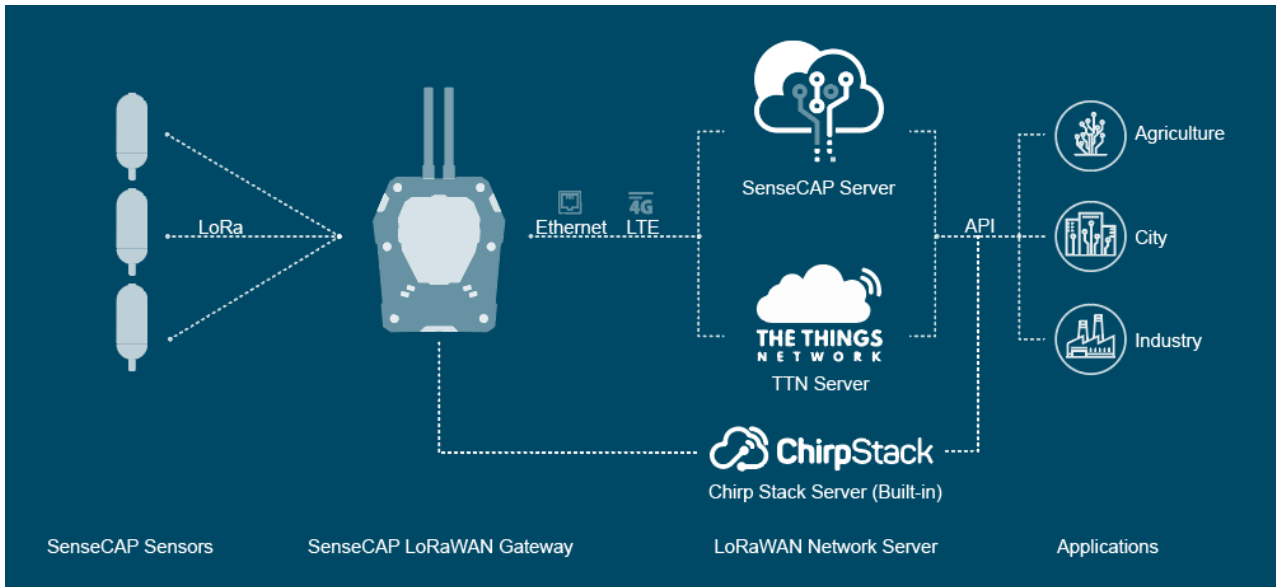 SenseCAP Server
LoRa
4G
Ethernet
LTE
API
Agriculture
City
Industry
THE THINGS
NETWORK
TTN Server
ChirpStack
Chirp Stack Server (Built-in)
SenseCAP Sensors
SenseCAP LoRaWAN Gateway
LoRaWAN Network Server
Applications